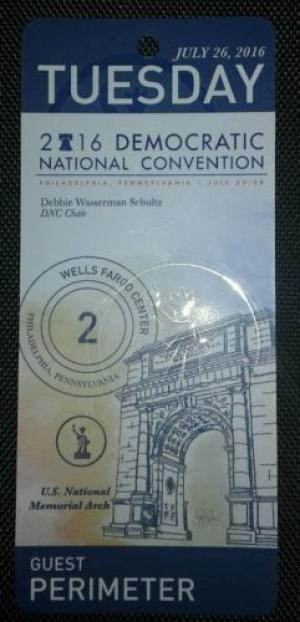 JULY 26, 2016
TUESDAY
2016 DEMOCRATIC
NATIONAL CONVENTION
PHILADELPHIA, PENNSYLVANIA | JULY 25-28
Debbie Wasserman Schultz
DNC Chair
WELLS FARGO CENTER
2
PHILADELPHIA, PENNSYLVANIA
U.S. National
Memorial Arch
GUEST
PERIMETER